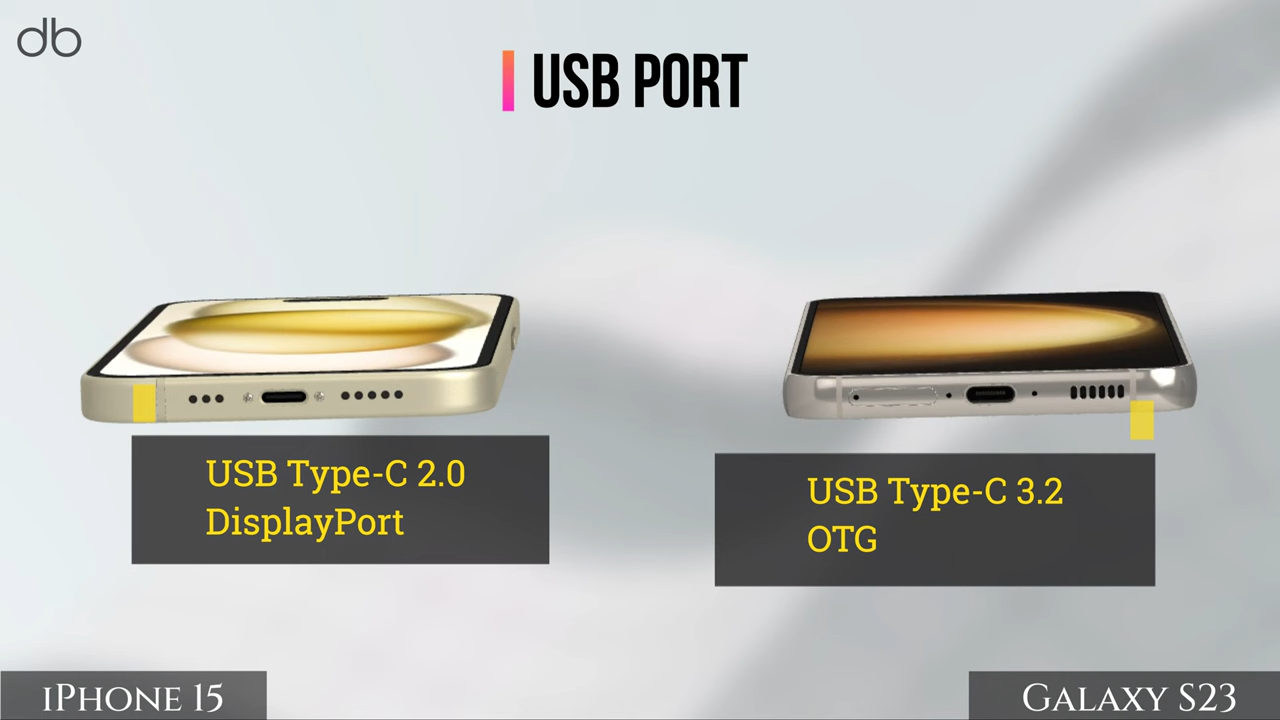 db
USB PORT
USB Type-C 2.0
DisplayPort
USB Type-C 3.2
OTG
iPhone 15
Galaxy S23